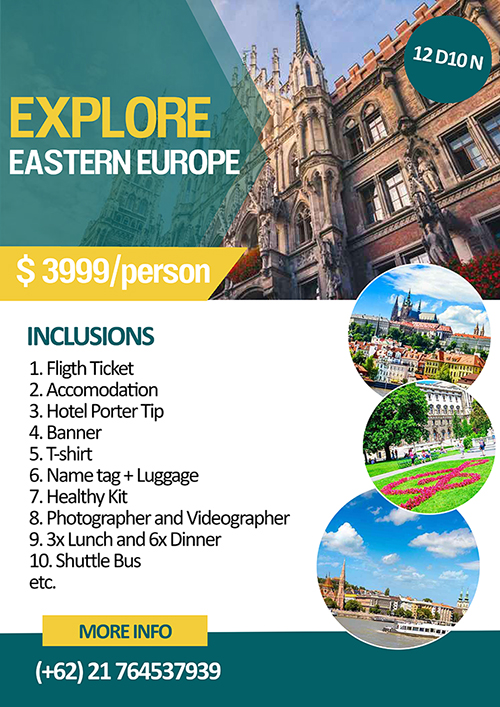 12 D10 N
EXPLORE
EASTERN EUROPE
$ 3999/person
INCLUSIONS
1. Fligth Ticket
2. Accomodation
3. Hotel Porter Tip
4. Banner
5. T-shirt
6. Name tag + Luggage
7. Healthy Kit
8. Photographer and Videographer
9. 3x Lunch and 6x Dinner
10. Shuttle Bus
etc.
MORE INFO
(+62) 21 764537939